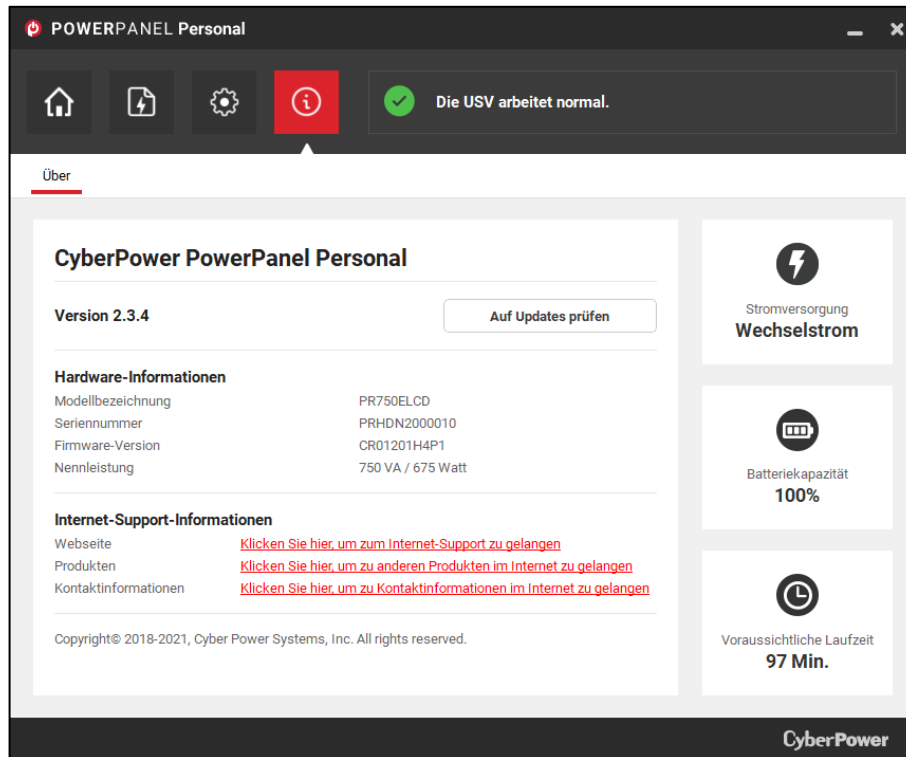 POWERPANEL Personal
Die USV arbeitet normal.
Über
CyberPower PowerPanel Personal
Version 2.3.4
Auf Updates prüfen
Hardware-Informationen
Modellbezeichnung PR750ELCD
Seriennummer PRHDN2000010
Firmware-Version CR01201H4P1
Nennleistung 750 VA / 675 Watt
Internet-Support-Informationen
Webseite Klicken Sie hier, um zum Internet-Support zu gelangen
Produkten Klicken Sie hier, um zu anderen Produkten im Internet zu gelangen
Kontaktinformationen Klicken Sie hier, um zu Kontaktinformationen im Internet zu gelangen
Copyright© 2018-2021, Cyber Power Systems, Inc. All rights reserved.
Stromversorgung
Wechselstrom
Batteriekapazität
100%
Voraussichtliche Laufzeit
97 Min.
CyberPower